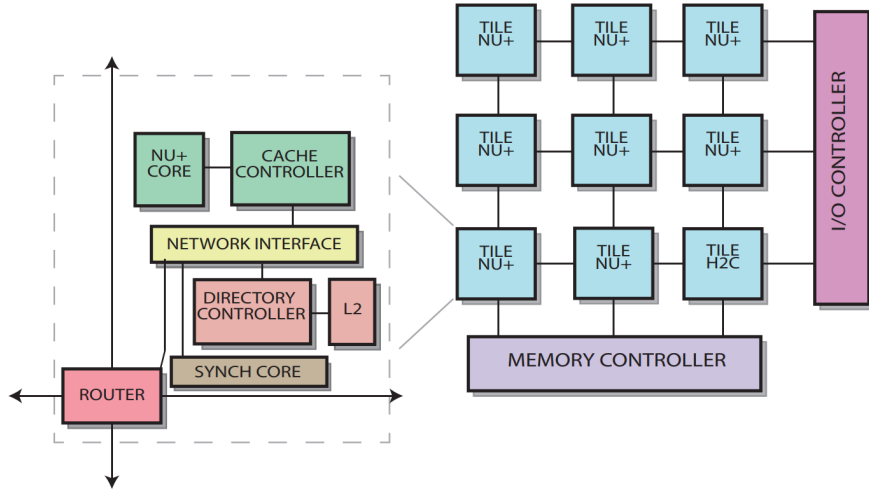 NU+
CORE
CACHE
CONTROLLER
NETWORK INTERFACE
DIRECTORY
CONTROLLER
L2
SYNCH CORE
ROUTER
TILE
NU+
TILE
NU+
TILE
NU+
TILE
NU+
TILE
NU+
TILE
NU+
TILE
NU+
TILE
NU+
TILE
H2C
MEMORY CONTROLLER
I/O CONTROLLER